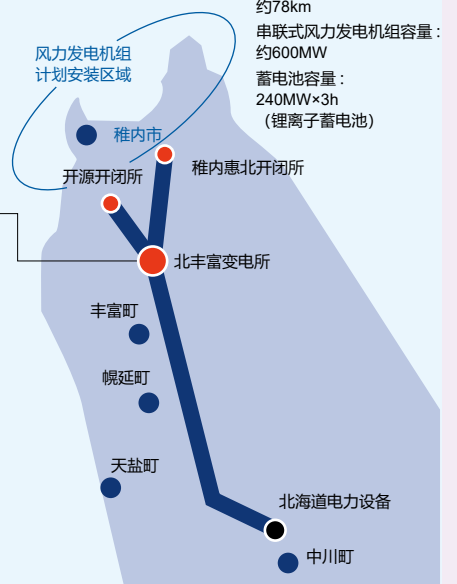 约78km
串联式风力发电机组容量：
约600MW
蓄电池容量：
240MW×3h
（锂离子蓄电池）
风力发电机组
计划安装区域
稚内市
稚内惠北开闭所
开源开闭所
北丰富变电所
丰富町
幌延町
天盐町
北海道电力设备
中川町